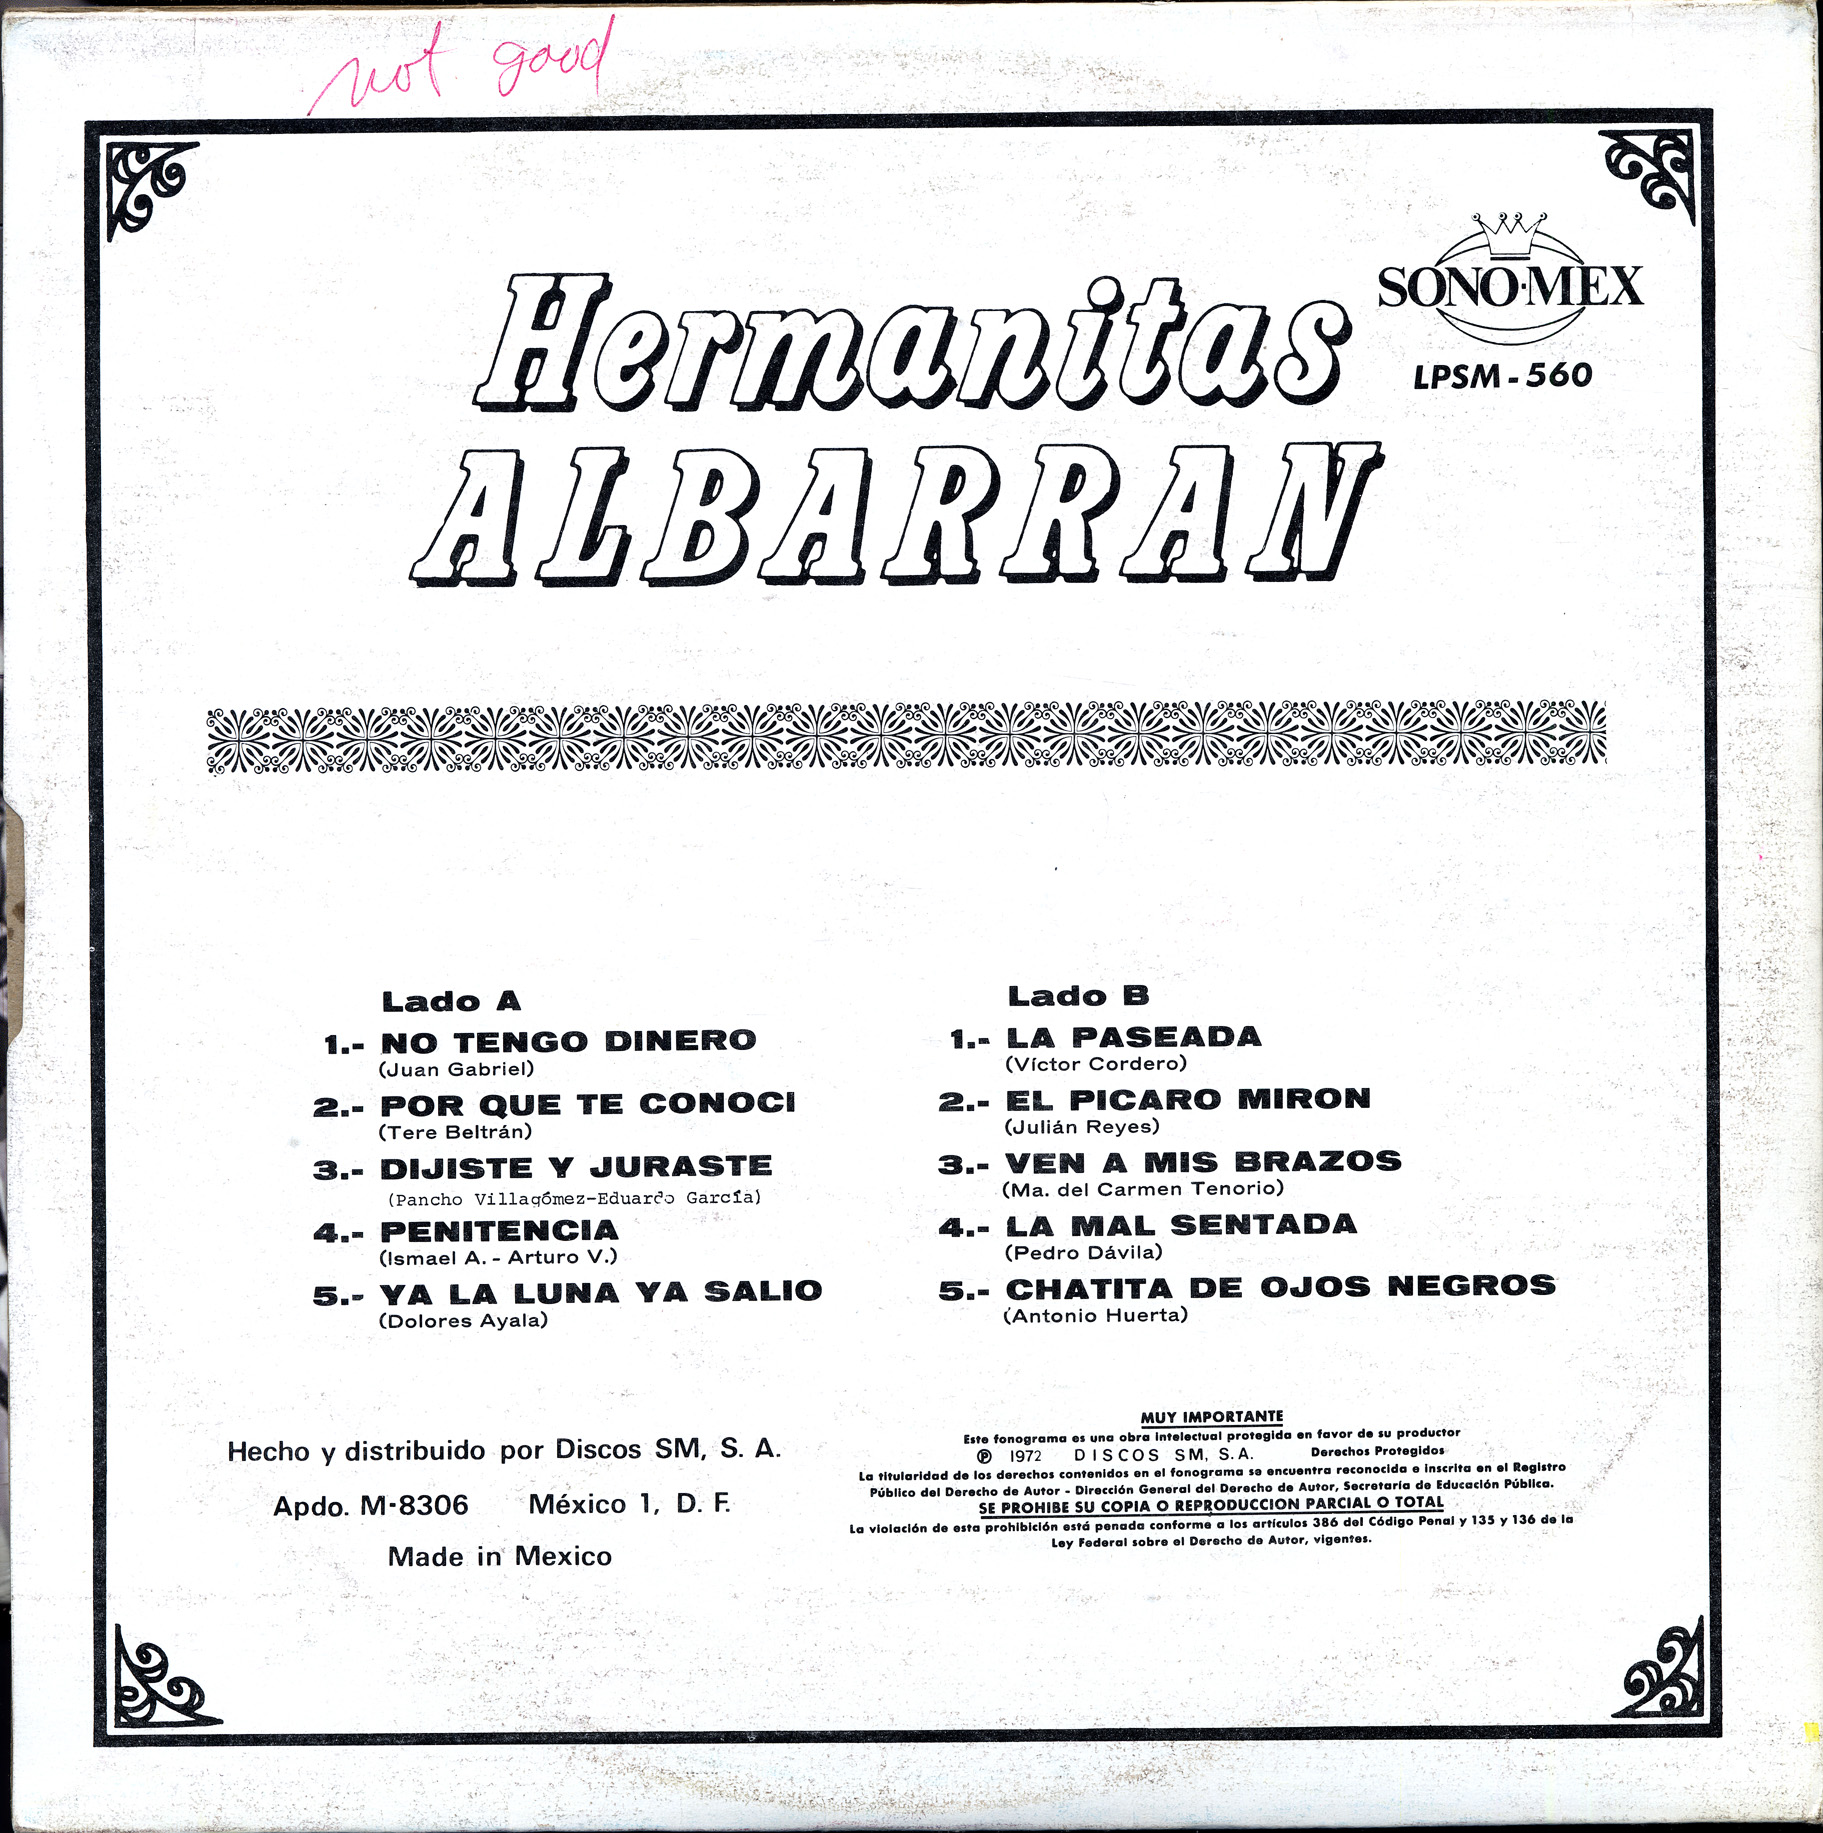 not good
SONO·MEX
LPSM - 560
Hermanitas
ALBARRAN
Lado A
1.- NO TENGO DINERO
(Juan Gabriel)
2.- POR QUE TE CONOCI
(Tere Beltrán)
3.- DIJISTE Y JURASTE
(Pancho Villagómez-Eduardo García)
4.- PENITENCIA
(Ismael A. - Arturo V.)
5.- YA LA LUNA YA SALIO
(Dolores Ayala)
Lado B
1.- LA PASEADA
(Víctor Cordero)
2.- EL PICARO MIRON
(Julián Reyes)
3.- VEN A MIS BRAZOS
(Ma. del Carmen Tenorio)
4.- LA MAL SENTADA
(Pedro Dávila)
5.- CHATITA DE OJOS NEGROS
(Antonio Huerta)
Hecho y distribuido por Discos SM, S. A.
Apdo. M-8306 México 1, D. F.
Made in Mexico
MUY IMPORTANTE
Este fonograma es una obra intelectual protegida en favor de su productor
Ⓟ 1972 DISCOS SM, S.A. Derechos Protegidos
La titularidad de los derechos contenidos en el fonograma se encuentra reconocida e inscrita en el Registro
Público del Derecho de Autor - Dirección General del Derecho de Autor, Secretaría de Educación Pública.
SE PROHIBE SU COPIA O REPRODUCCION PARCIAL O TOTAL
La violación de esta prohibición está penada conforme a los artículos 386 del Código Penal y 135 y 136 de la
Ley Federal sobre el Derecho de Autor, vigentes.